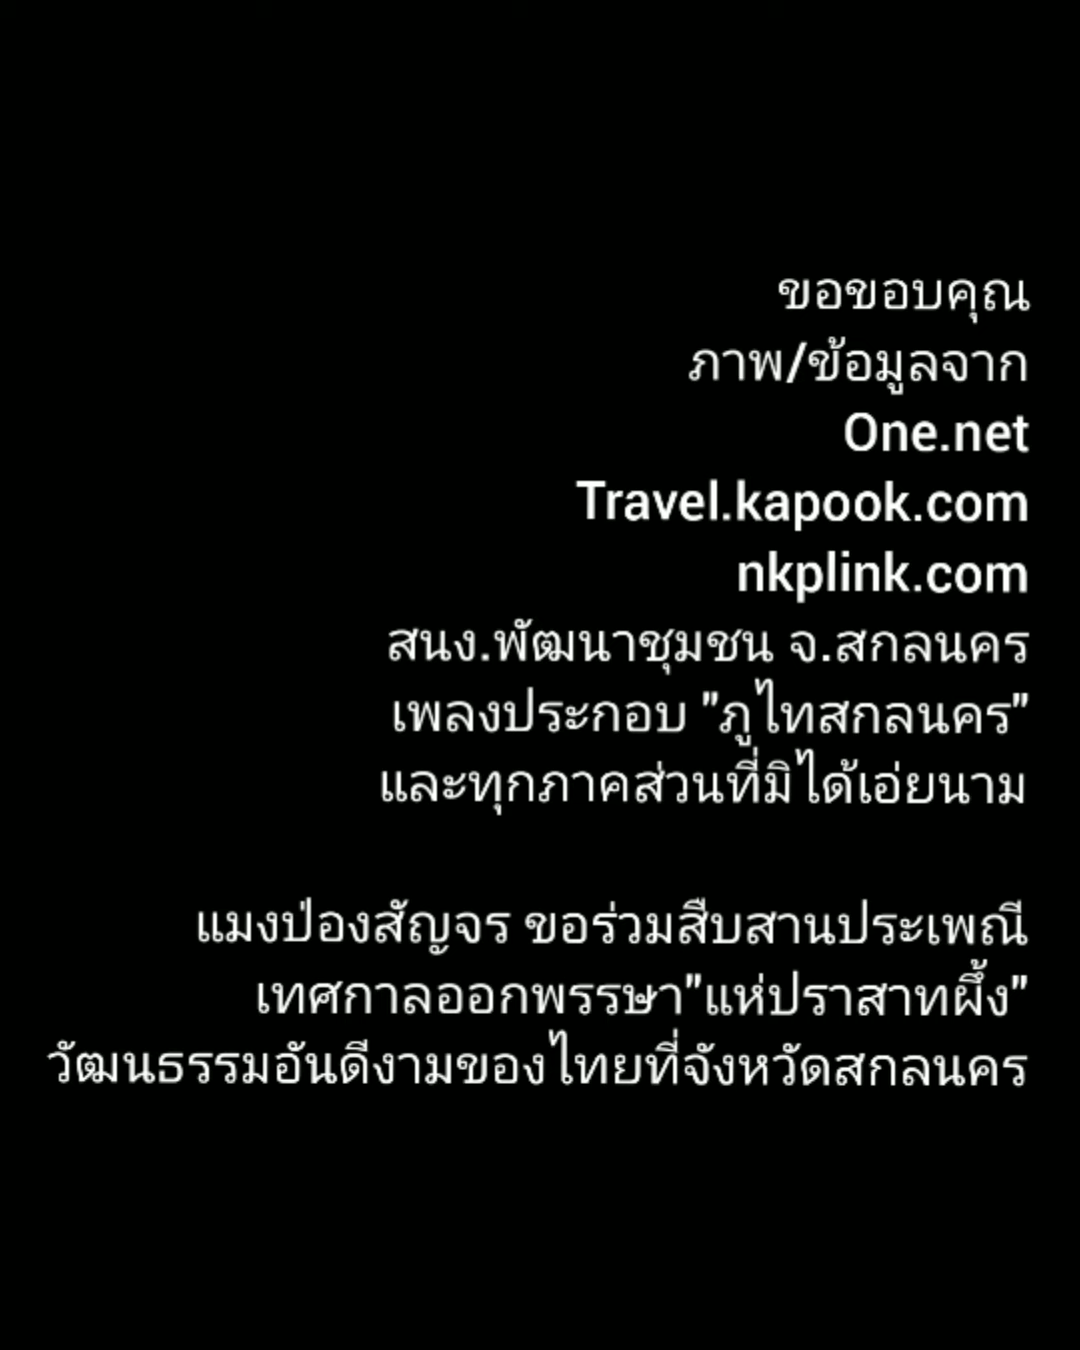 ขอขอบคุณ
ภาพ/ข้อมูลจาก
One.net
Travel.kapook.com
nkplink.com
สนง.พัฒนาชุมชน จ.สกลนคร
เพลงประกอบ "ภูไทสกลนคร"
และทุกภาคส่วนที่มิได้เอ่ยนาม
แมงป่องสัญจร ขอร่วมสืบสานประเพณี
เทศกาลออกพรรษา"แห่ปราสาทผึ้ง"
วัฒนธรรมอันดีงามของไทยที่จังหวัดสกลนคร